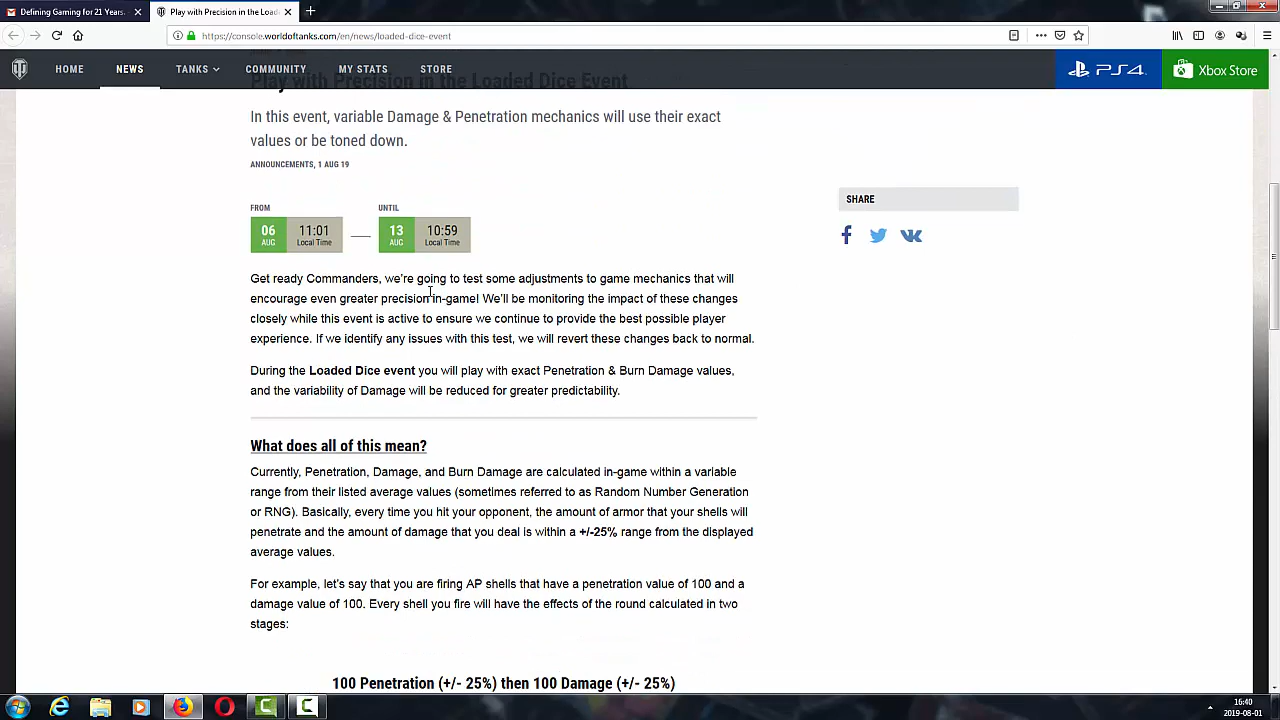 Defining Gaming for 21 Years.
Play with Precision in the Loade
https://console.worldoftanks.com/en/news/loaded-dice-event
HOME NEWS TANKS COMMUNITY MY STATS STORE
PS4
Xbox Store
Play with Precision in the Loaded Dice Event
In this event, variable Damage & Penetration mechanics will use their exact
values or be toned down.
ANNOUNCEMENTS, 1 AUG 19
SHARE
FROM UNTIL
06 AUG 11:01 Local Time — 13 AUG 10:59 Local Time
Get ready Commanders, we're going to test some adjustments to game mechanics that will
encourage even greater precision in-game! We'll be monitoring the impact of these changes
closely while this event is active to ensure we continue to provide the best possible player
experience. If we identify any issues with this test, we will revert these changes back to normal.
During the Loaded Dice event you will play with exact Penetration & Burn Damage values,
and the variability of Damage will be reduced for greater predictability.
What does all of this mean?
Currently, Penetration, Damage, and Burn Damage are calculated in-game within a variable
range from their listed average values (sometimes referred to as Random Number Generation
or RNG). Basically, every time you hit your opponent, the amount of armor that your shells will
penetrate and the amount of damage that you deal is within a +/-25% range from the displayed
average values.
For example, let's say that you are firing AP shells that have a penetration value of 100 and a
damage value of 100. Every shell you fire will have the effects of the round calculated in two
stages:
100 Penetration (+/- 25%) then 100 Damage (+/- 25%)
16:40
2019-08-01